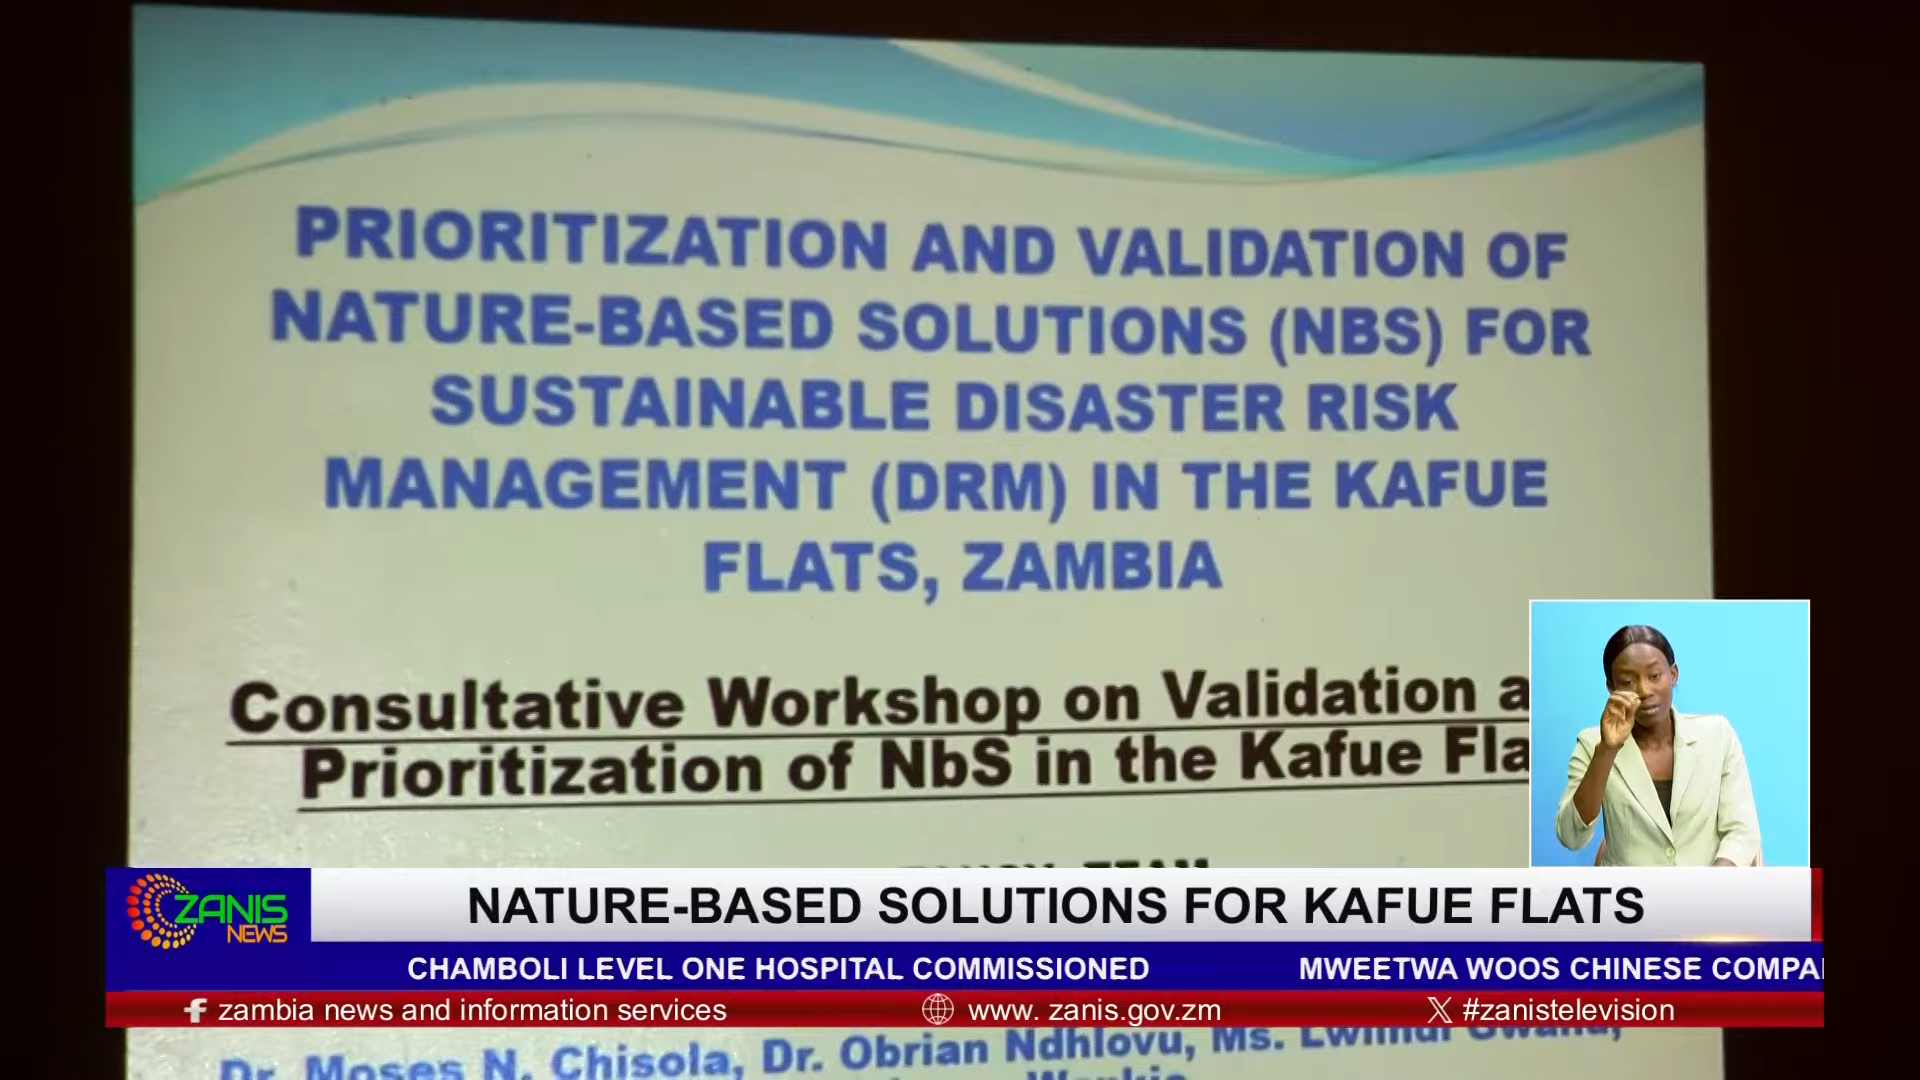 PRIORITIZATION AND VALIDATION OF
NATURE-BASED SOLUTIONS (NBS) FOR
SUSTAINABLE DISASTER RISK
MANAGEMENT (DRM) IN THE KAFUE
FLATS, ZAMBIA
Consultative Workshop on Validation a
Prioritization of NbS in the Kafue Fla
TEAM
ZANIS
NEWS
NATURE-BASED SOLUTIONS FOR KAFUE FLATS
CHAMBOLI LEVEL ONE HOSPITAL COMMISSIONED MWEETWA WOOS CHINESE COMPA
zambia news and information services www. zanis.gov.zm #zanistelevision
Dr. Moses N. Chisola, Dr. Obrian Ndhlovu, Ms.